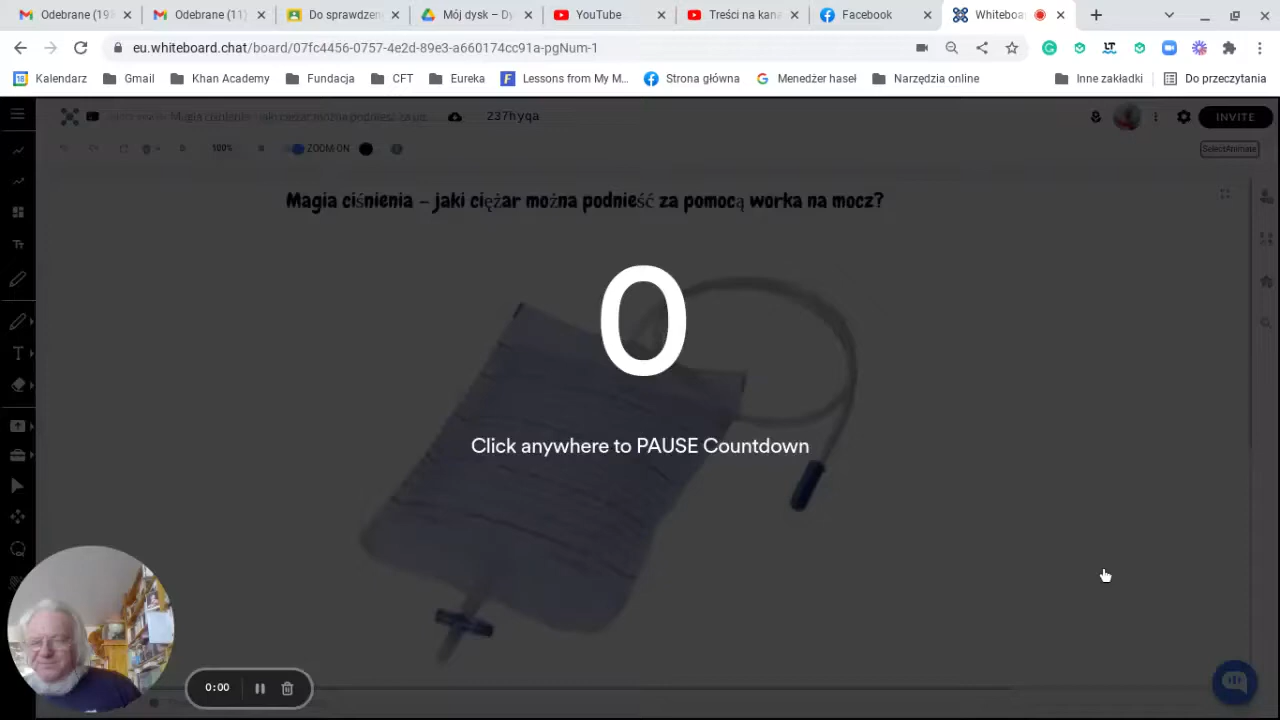 Odebrane (19
Odebrane (11)
Do sprawdzen
Mój dysk – Dy
YouTube
Treści na kana
Facebook
Whiteboa
eu.whiteboard.chat/board/07fc4456-0757-4e2d-89e3-a660174cc91a-pgNum-1
Kalendarz
Gmail
Khan Academy
Fundacja
CFT
Eureka
Lessons from My M...
Strona główna
Menedżer haseł
Narzędzia online
Inne zakładki
Do przeczytania
237hyqa
INVITE
100%
ZOOM ON
SelectAnimate
Magia ciśnienia – jaki ciężar można podnieść za pomocą worka na mocz?
0
Click anywhere to PAUSE Countdown
0:00